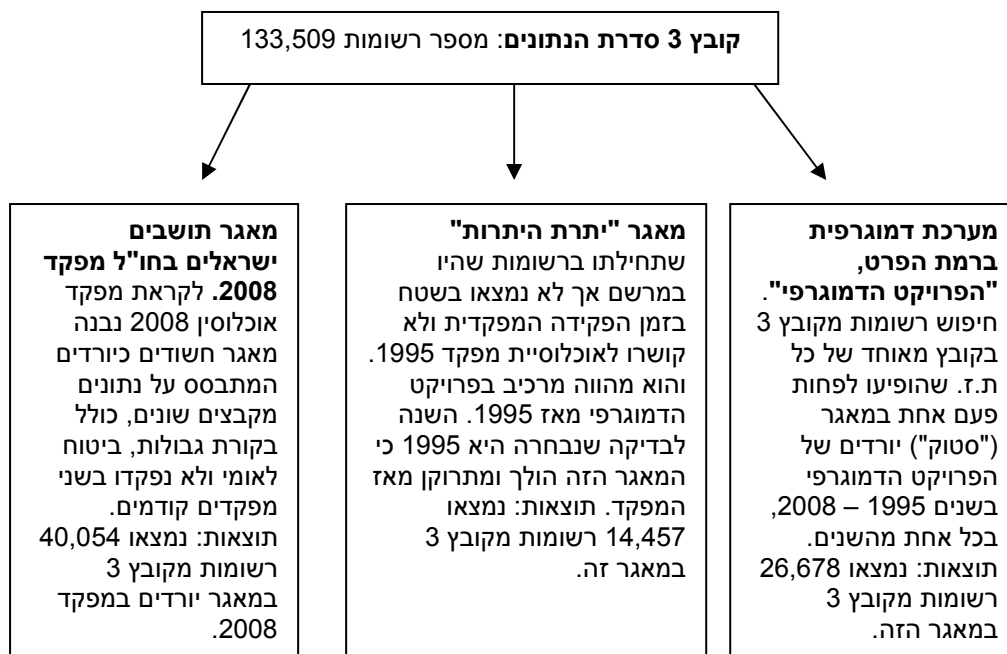 קובץ 3 סדרת הנתונים: מספר רשומות 133,509
מערכת דמוגרפית
ברמת הפרט,
"הפרויקט הדמוגרפי".
חיפוש רשומות מקובץ 3
בקובץ מאוחד של כל
ת.ז. שהופיעו לפחות
פעם אחת במאגר
("סטוק") יורדים של
הפרויקט הדמוגרפי
בשנים 1995 – 2008,
בכל אחת מהשנים.
תוצאות: נמצאו 26,678
רשומות מקובץ 3
במאגר הזה.
מאגר "יתרת היתרות"
שתחילתו ברשומות שהיו
במרשם אך לא נמצאו בשטח
בזמן הפקידה המפקדית ולא
קושרו לאוכלוסיית מפקד 1995.
והוא מהווה מרכיב בפרויקט
הדמוגרפי מאז 1995. השנה
לבדיקה שנבחרה היא 1995 כי
המאגר הזה הולך ומתרוקן מאז
המפקד. תוצאות: נמצאו
14,457 רשומות מקובץ 3
במאגר זה.
מאגר תושבים
ישראלים בחו"ל מפקד
2008. לקראת מפקד
אוכלוסין 2008 נבנה
מאגר חשודים כיורדים
המתבסס על נתונים
מקבצים שונים, כולל
בקורת גבולות, ביטוח
לאומי ולא נפקדו בשני
מפקדים קודמים.
תוצאות: נמצאו 40,054
רשומות מקובץ 3
במאגר יורדים במפקד
2008.